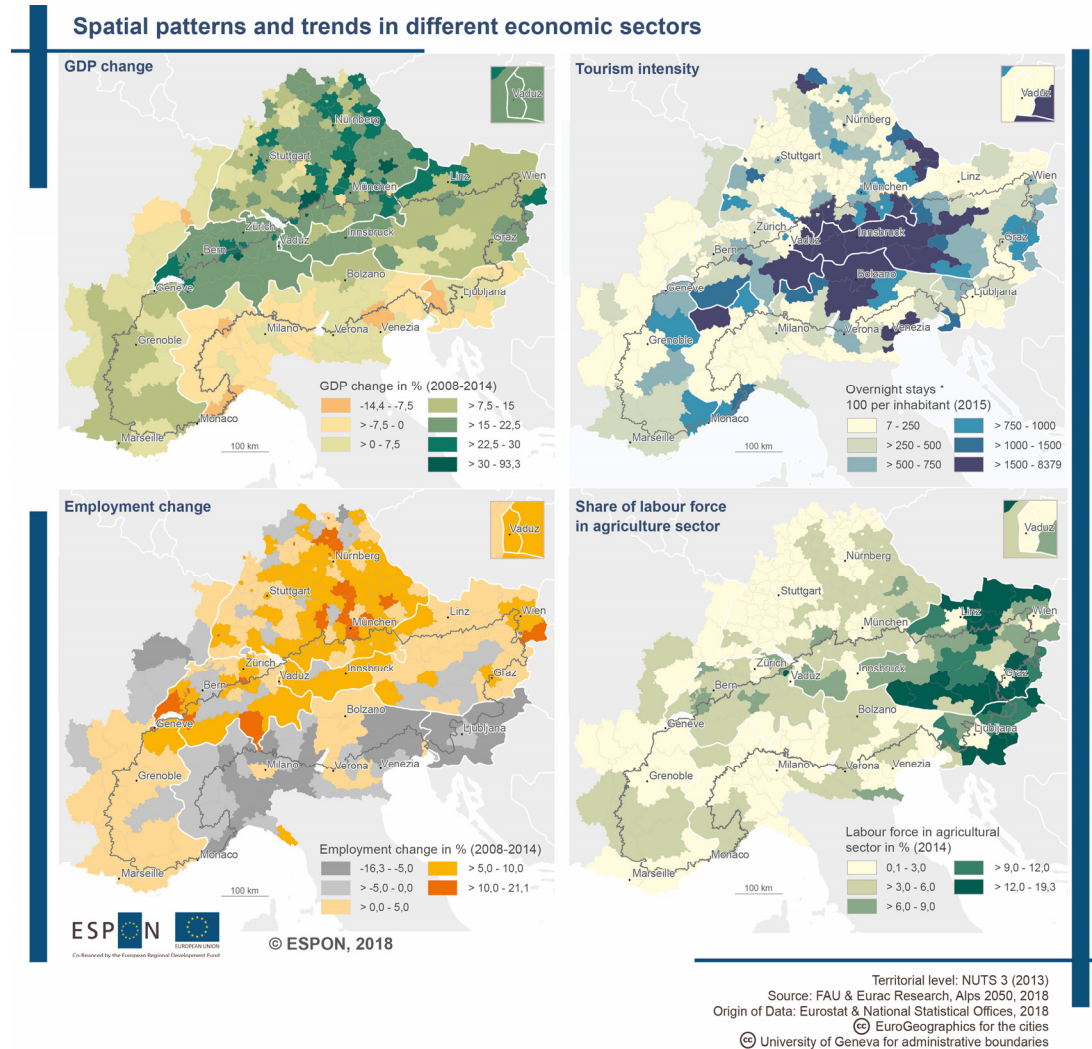 Spatial patterns and trends in different economic sectors
GDP change
Vaduz
Nürnberg
Stuttgart
München
Linz
Wien
Zürich
Bern
Vaduz
Innsbruck
Graz
Genève
Bolzano
Ljubljana
Grenoble
Milano
Verona
Venezia
Monaco
Marseille
100 km
GDP change in % (2008-2014)
-14,4 - -7,5
> -7,5 - 0
> 0 - 7,5
> 7,5 - 15
> 15 - 22,5
> 22,5 - 30
> 30 - 93,3
Tourism intensity
Vaduz
Nürnberg
Stuttgart
München
Linz
Wien
Zürich
Bern
Vaduz
Innsbruck
Graz
Genève
Bolzano
Ljubljana
Grenoble
Milano
Verona
Venezia
Monaco
Marseille
100 km
Overnight stays *
100 per inhabitant (2015)
7 - 250
> 250 - 500
> 500 - 750
> 750 - 1000
> 1000 - 1500
> 1500 - 8379
Employment change
Vaduz
Nürnberg
Stuttgart
München
Linz
Wien
Zürich
Bern
Vaduz
Innsbruck
Graz
Genève
Bolzano
Ljubljana
Grenoble
Milano
Verona
Venezia
Monaco
Marseille
100 km
Employment change in % (2008-2014)
-16,3 - -5,0
> -5,0 - 0,0
> 0,0 - 5,0
> 5,0 - 10,0
> 10,0 - 21,1
Share of labour force
in agriculture sector
Vaduz
Nürnberg
Stuttgart
München
Linz
Wien
Zürich
Bern
Vaduz
Innsbruck
Graz
Genève
Bolzano
Ljubljana
Grenoble
Milano
Verona
Venezia
Monaco
Marseille
100 km
Labour force in agricultural
sector in % (2014)
0,1 - 3,0
> 3,0 - 6,0
> 6,0 - 9,0
> 9,0 - 12,0
> 12,0 - 19,3
ESPON
EUROPEAN UNION
Co-financed by the European Regional Development Fund
© ESPON, 2018
Territorial level: NUTS 3 (2013)
Source: FAU & Eurac Research, Alps 2050, 2018
Origin of Data: Eurostat & National Statistical Offices, 2018
cc EuroGeographics for the cities
cc University of Geneva for administrative boundaries